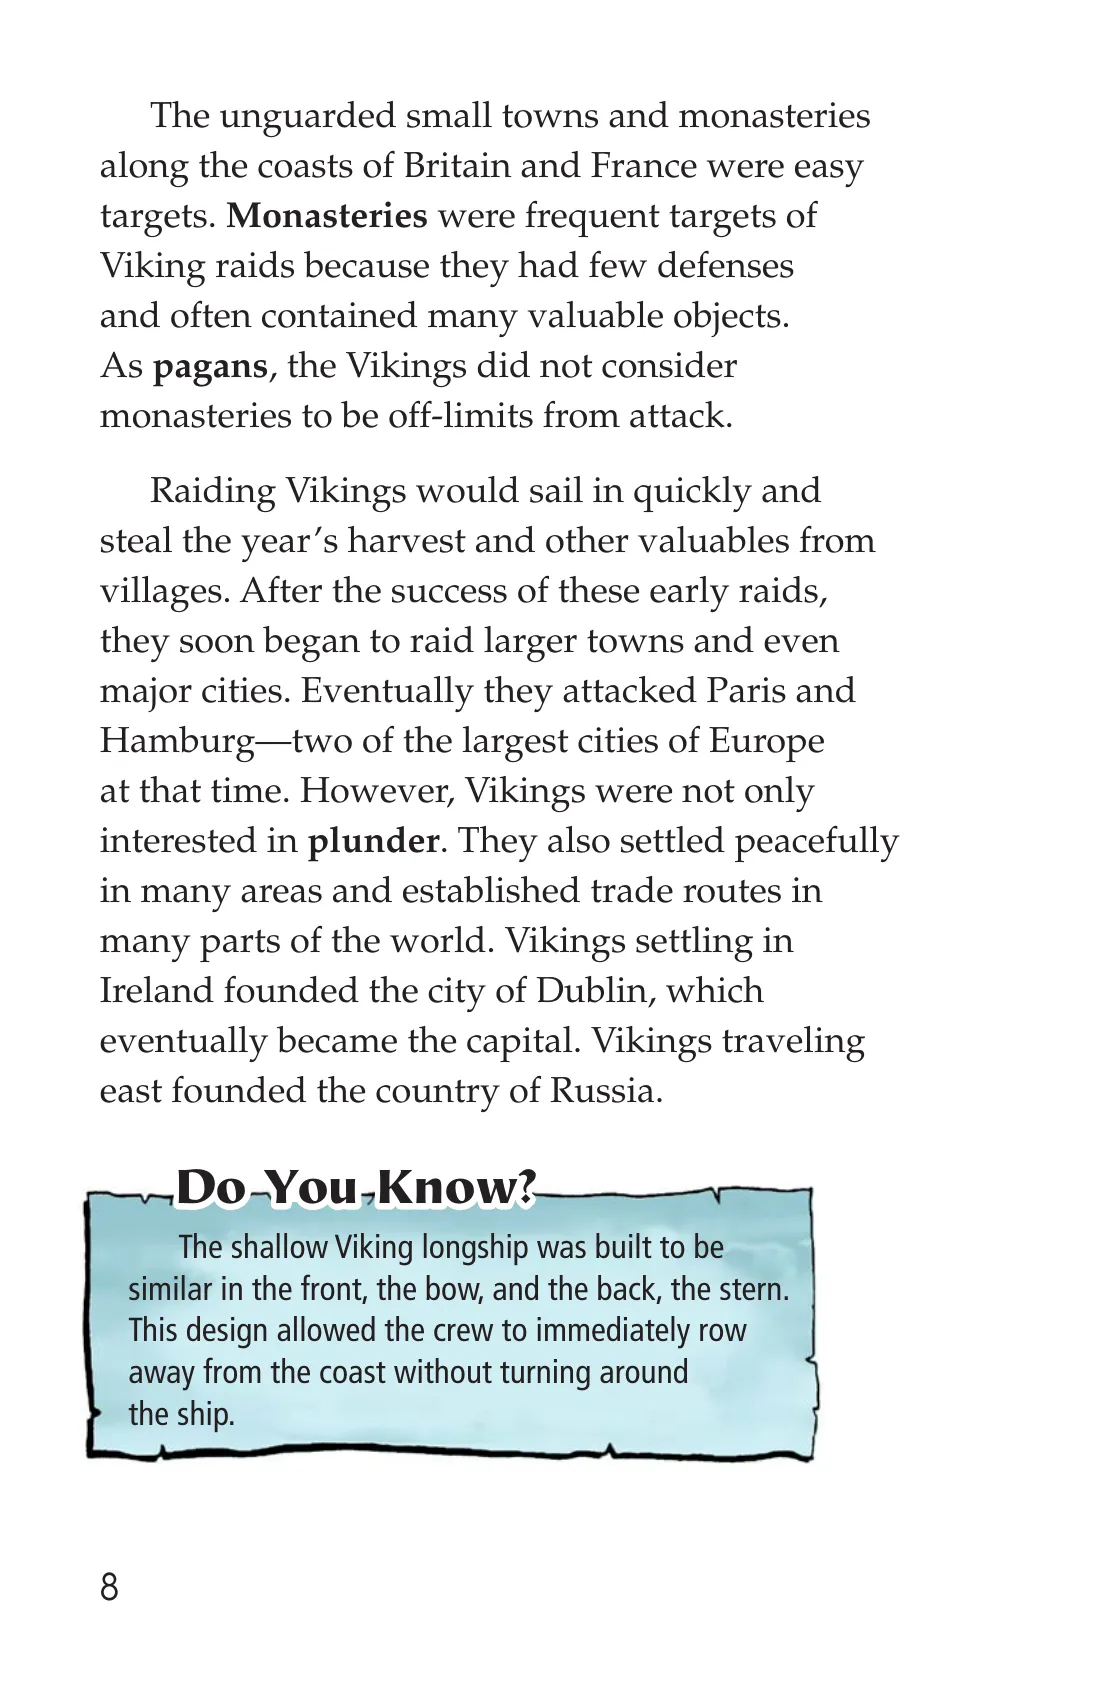 The unguarded small towns and monasteries
along the coasts of Britain and France were easy
targets. Monasteries were frequent targets of
Viking raids because they had few defenses
and often contained many valuable objects.
As pagans, the Vikings did not consider
monasteries to be off-limits from attack.
Raiding Vikings would sail in quickly and
steal the year’s harvest and other valuables from
villages. After the success of these early raids,
they soon began to raid larger towns and even
major cities. Eventually they attacked Paris and
Hamburg—two of the largest cities of Europe
at that time. However, Vikings were not only
interested in plunder. They also settled peacefully
in many areas and established trade routes in
many parts of the world. Vikings settling in
Ireland founded the city of Dublin, which
eventually became the capital. Vikings traveling
east founded the country of Russia.
Do You Know?
The shallow Viking longship was built to be
similar in the front, the bow, and the back, the stern.
This design allowed the crew to immediately row
away from the coast without turning around
the ship.
8